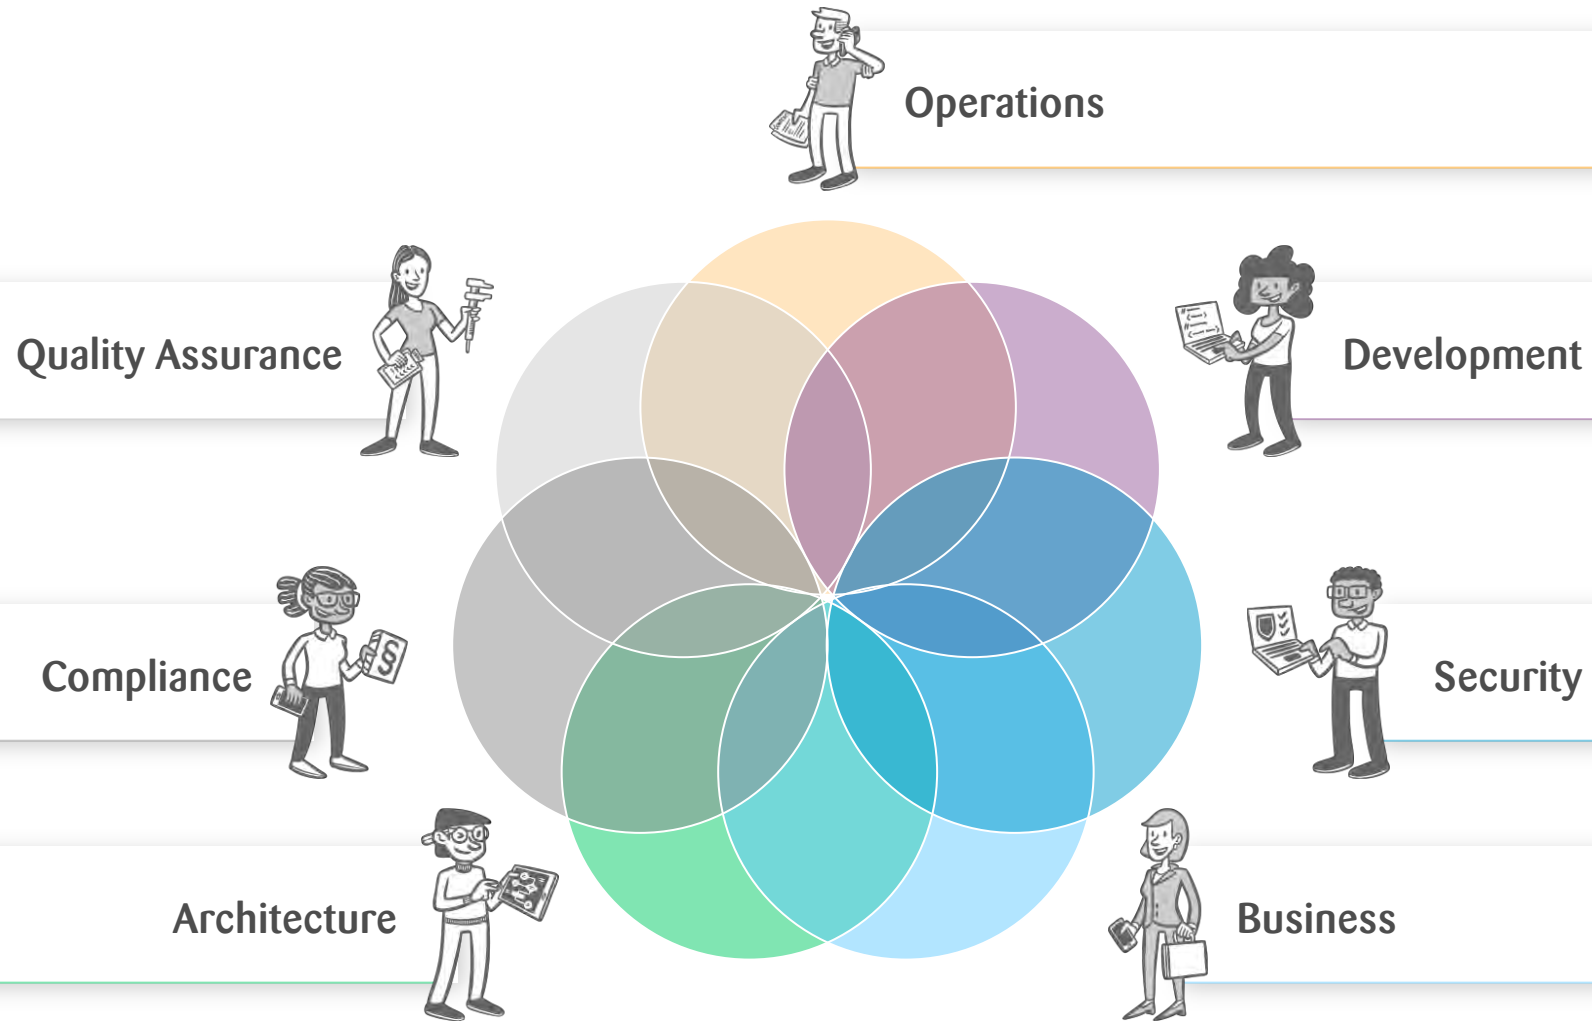 Operations
Quality Assurance
Development
§
Compliance
Security
Architecture
Business